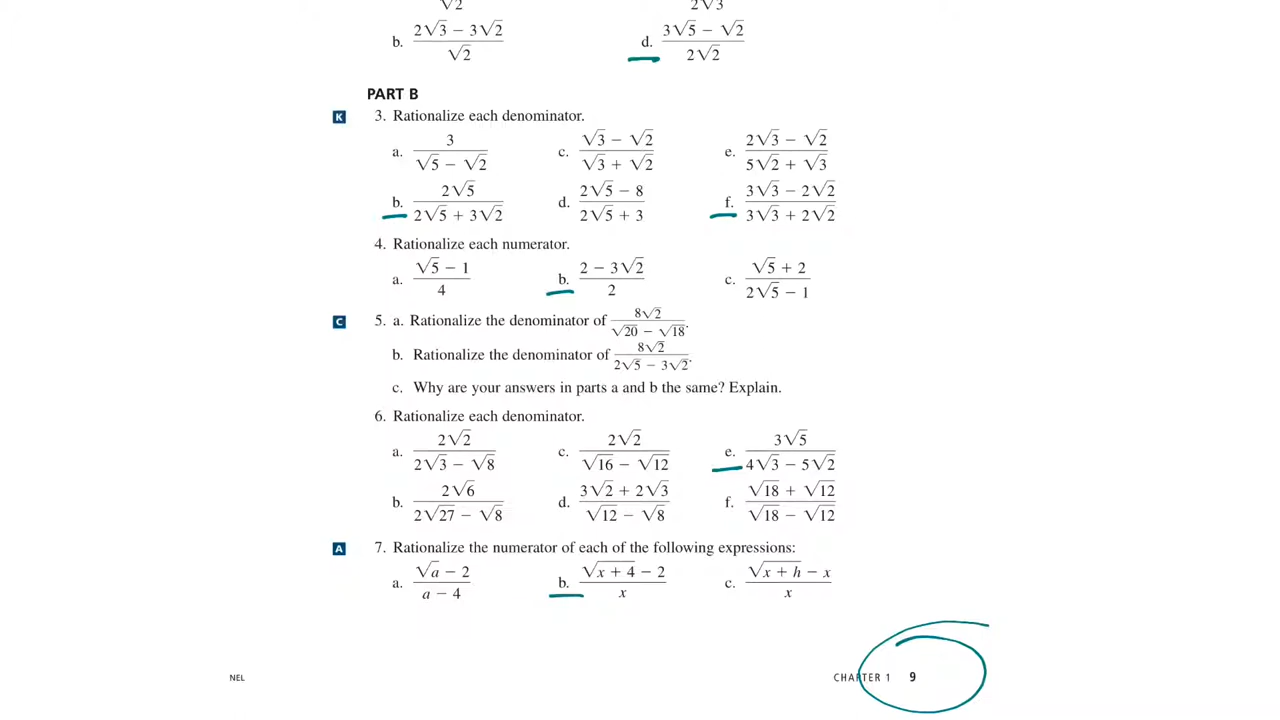 √2 2√3
b. (2√3 − 3√2)/√2 d. (3√5 − √2)/(2√2)
PART B
K 3. Rationalize each denominator.
a. 3/(√5 − √2) c. (√3 − √2)/(√3 + √2) e. (2√3 − √2)/(5√2 + √3)
b. 2√5/(2√5 + 3√2) d. (2√5 − 8)/(2√5 + 3) f. (3√3 − 2√2)/(3√3 + 2√2)
4. Rationalize each numerator.
a. (√5 − 1)/4 b. (2 − 3√2)/2 c. (√5 + 2)/(2√5 − 1)
C 5. a. Rationalize the denominator of 8√2/(√20 − √18).
b. Rationalize the denominator of 8√2/(2√5 − 3√2).
c. Why are your answers in parts a and b the same? Explain.
6. Rationalize each denominator.
a. 2√2/(2√3 − √8) c. 2√2/(√16 − √12) e. 3√5/(4√3 − 5√2)
b. 2√6/(2√27 − √8) d. (3√2 + 2√3)/(√12 − √8) f. (√18 + √12)/(√18 − √12)
A 7. Rationalize the numerator of each of the following expressions:
a. (√a − 2)/(a − 4) b. (√(x + 4) − 2)/x c. (√(x + h) − x)/x
NEL CHAPTER 1 9